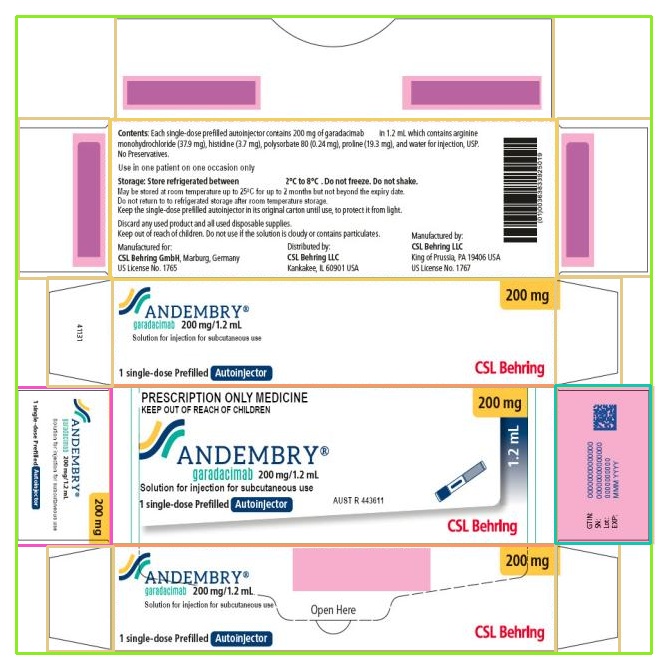 Contents: Each single-dose prefilled autoinjector contains 200 mg of garadacimab in 1.2 mL which contains arginine
monohydrochloride (37.9 mg), histidine (3.7 mg), polysorbate 80 (0.24 mg), proline (19.3 mg), and water for injection, USP.
No Preservatives.
Use in one patient on one occasion only
Storage: Store refrigerated between 2°C to 8°C . Do not freeze. Do not shake.
May be stored at room temperature up to 25°C for up to 2 months but not beyond the expiry date.
Do not return to to refrigerated storage after room temperature storage.
Keep the single-dose prefilled autoinjector in its original carton until use, to protect it from light.
Discard any used product and all used disposable supplies.
Keep out of reach of children. Do not use if the solution is cloudy or contains particulates.
Manufactured for:
CSL Behring GmbH, Marburg, Germany
US License No. 1765
Distributed by:
CSL Behring LLC
Kankakee, IL 60901 USA
Manufactured by:
CSL Behring LLC
King of Prussia, PA 19406 USA
US License No. 1767
(01)00363833925019
41131
200 mg
ANDEMBRY®
garadacimab 200 mg/1.2 mL
Solution for injection for subcutaneous use
1 single-dose Prefilled Autoinjector
CSL Behring
ANDEMBRY®
garadacimab 200 mg/1.2 mL
Solution for injection for subcutaneous use
1 single-dose Prefilled Autoinjector
200 mg
PRESCRIPTION ONLY MEDICINE
KEEP OUT OF REACH OF CHILDREN
200 mg
1.2 mL
ANDEMBRY®
garadacimab 200 mg/1.2 mL
Solution for injection for subcutaneous use
1 single-dose Prefilled Autoinjector
AUST R 443611
CSL Behring
GTIN: 00000000000000
SN: 00000000000000
Lot: 0000000000
EXP: MMM YYYY
200 mg
ANDEMBRY®
garadacimab 200 mg/1.2 mL
Solution for injection for subcutaneous use
Open Here
1 single-dose Prefilled Autoinjector
CSL Behring